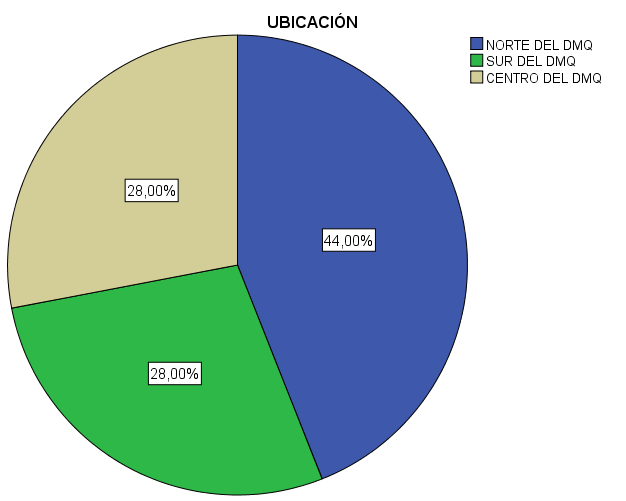 UBICACIÓN
NORTE DEL DMQ
SUR DEL DMQ
CENTRO DEL DMQ
28,00%
44,00%
28,00%